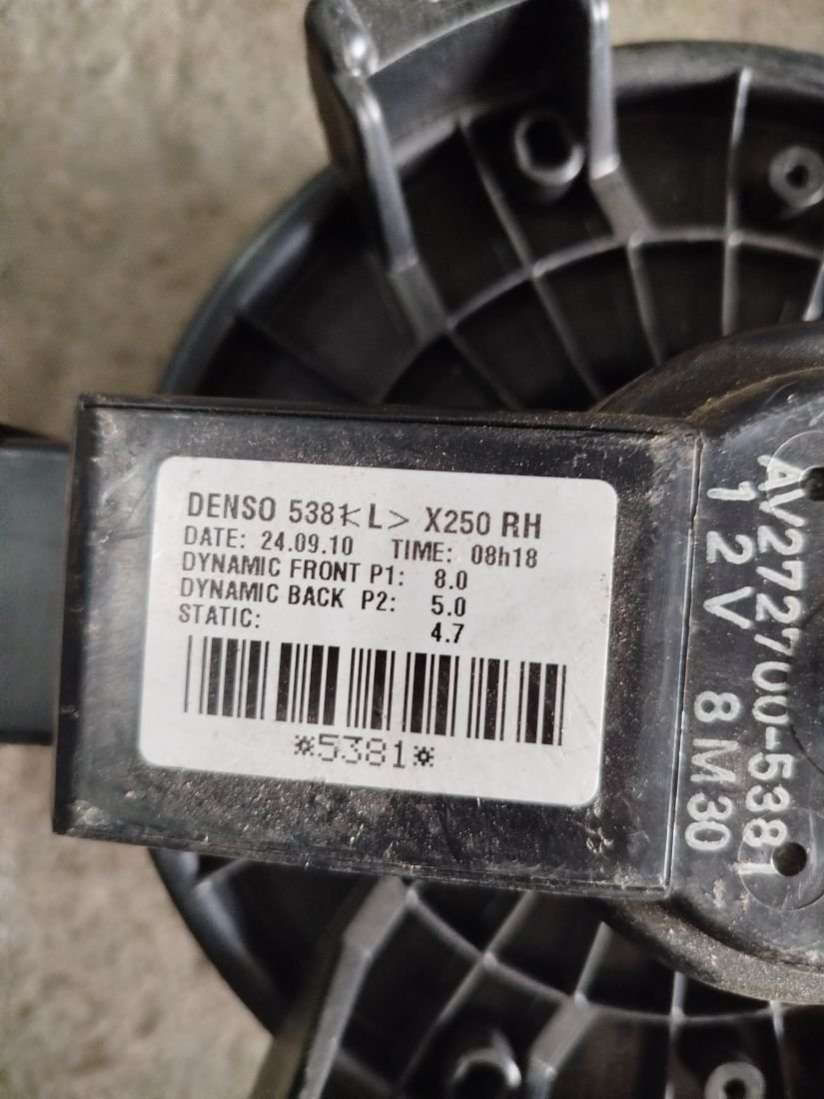 DENSO 5381<L> X250 RH
DATE: 24.09.10 TIME: 08h18
DYNAMIC FRONT P1: 8.0
DYNAMIC BACK P2: 5.0
STATIC: 4.7
*5381*
AV272700-5381
12V 8M30